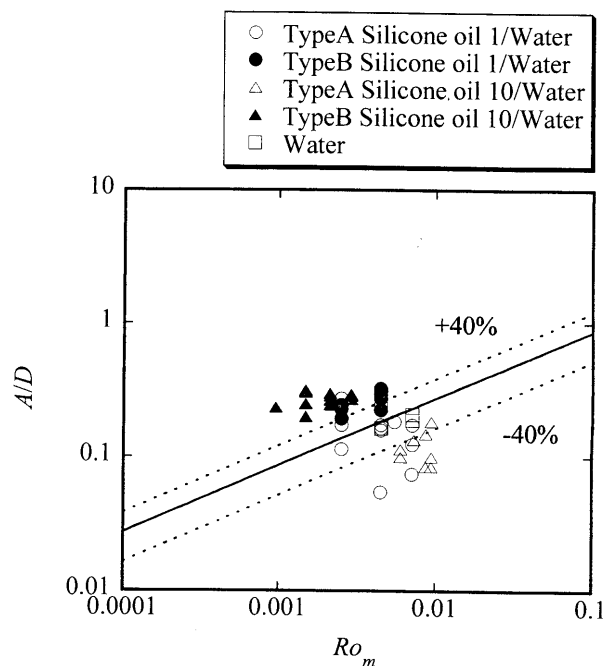 TypeA Silicone oil 1/Water
TypeB Silicone oil 1/Water
TypeA Silicone oil 10/Water
TypeB Silicone oil 10/Water
Water
10
1
0.1
0.01
A/D
+40%
-40%
0.0001
0.001
0.01
0.1
Ro_m